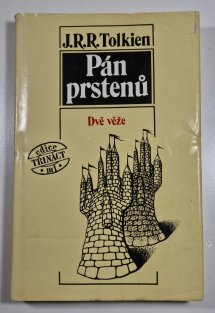 J.R.R.Tolkien
Pán
prstenů
Dvě věže
edice
TŘINÁCT